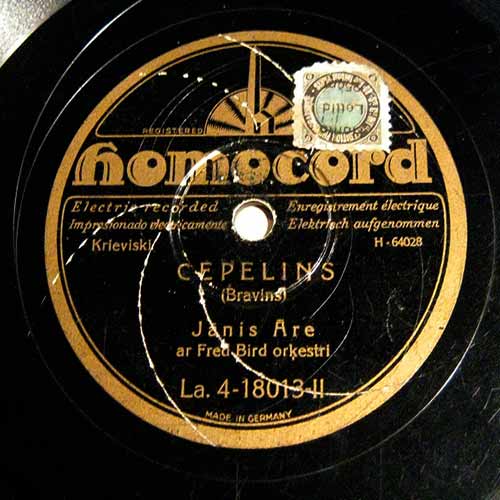 REGISTERED
homocord
Electric recorded
Enregistrement électrique
Impresionado electricamente
Elektrisch aufgenommen
Krieviski
H-64028
CEPELINS
(Bravins)
Jānis Are
ar Fred Bird orķestri
La. 4-18013-II
MADE IN GERMANY